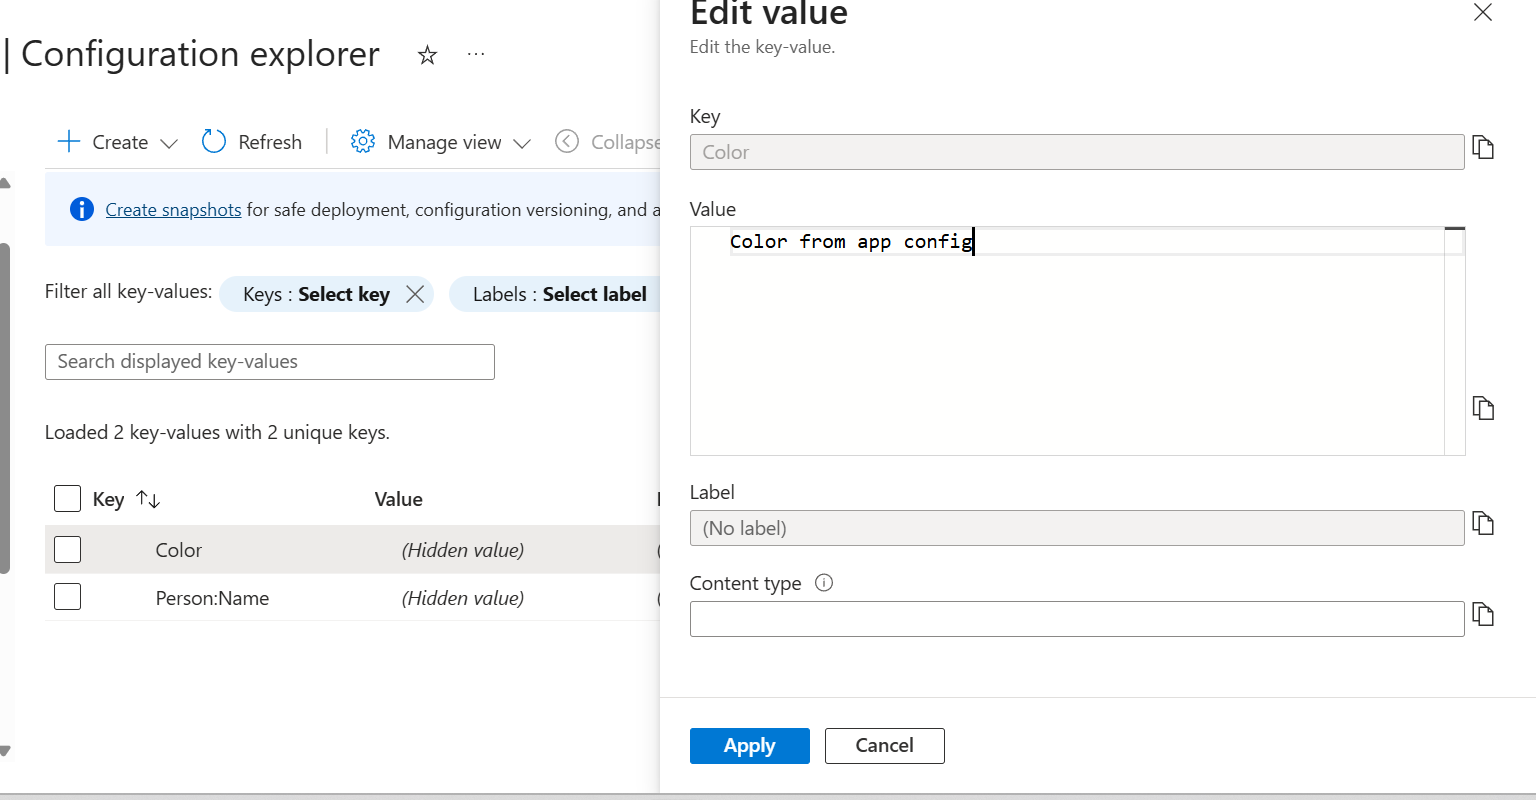 | Configuration explorer
Create
Refresh
Manage view
Collapse
Create snapshots for safe deployment, configuration versioning, and
Filter all key-values:
Keys : Select key
Labels : Select label
Search displayed key-values
Loaded 2 key-values with 2 unique keys.
Key
Value
Color
(Hidden value)
Person:Name
(Hidden value)
Edit value
Edit the key-value.
Key
Color
Value
Color from app config
Label
(No label)
Content type
Apply
Cancel